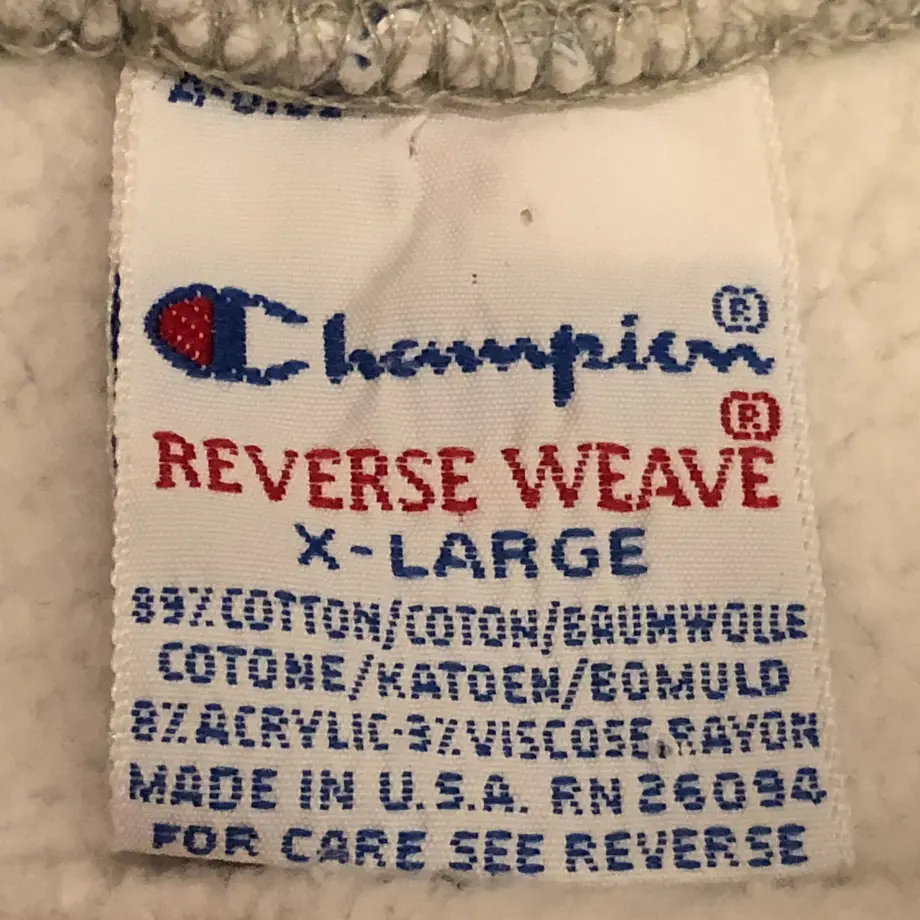 Champion®
®
REVERSE WEAVE
X-LARGE
89%COTTON/COTON/BAUMWOLLE
COTONE/KATOEN/BOMULD
8%ACRYLIC-3%VISCOSE RAYON
MADE IN U.S.A. RN 26094
FOR CARE SEE REVERSE